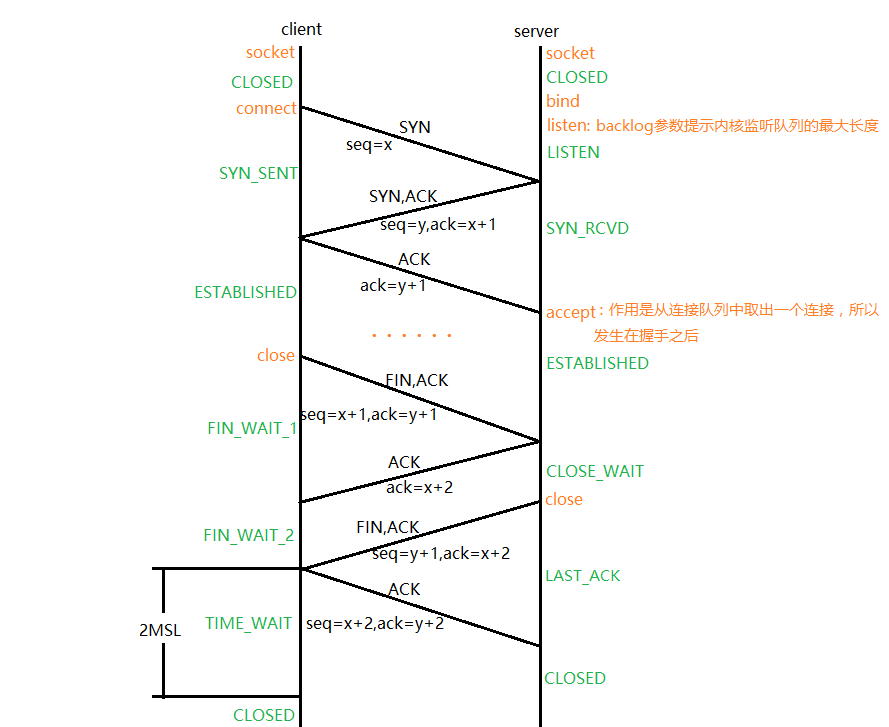 client
server
socket
socket
CLOSED
CLOSED
bind
connect
listen: backlog参数提示内核监听队列的最大长度
SYN
seq=x
LISTEN
SYN_SENT
SYN,ACK
seq=y,ack=x+1
SYN_RCVD
ACK
ack=y+1
ESTABLISHED
accept：作用是从连接队列中取出一个连接，所以
发生在握手之后
······
close
ESTABLISHED
FIN,ACK
seq=x+1,ack=y+1
FIN_WAIT_1
ACK
CLOSE_WAIT
ack=x+2
close
FIN_WAIT_2
FIN,ACK
seq=y+1,ack=x+2
LAST_ACK
ACK
TIME_WAIT
seq=x+2,ack=y+2
2MSL
CLOSED
CLOSED